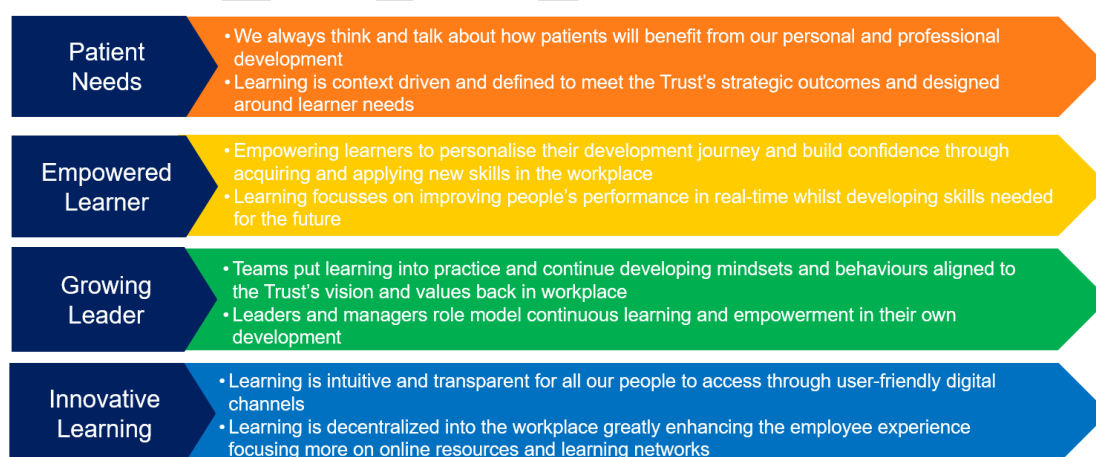 Patient
Needs
• We always think and talk about how patients will benefit from our personal and professional
development
• Learning is context driven and defined to meet the Trust's strategic outcomes and designed
around learner needs
Empowered
Learner
• Empowering learners to personalise their development journey and build confidence through
acquiring and applying new skills in the workplace
• Learning focusses on improving people's performance in real-time whilst developing skills needed
for the future
Growing
Leader
• Teams put learning into practice and continue developing mindsets and behaviours aligned to
the Trust's vision and values back in workplace
• Leaders and managers role model continuous learning and empowerment in their own
development
Innovative
Learning
• Learning is intuitive and transparent for all our people to access through user-friendly digital
channels
• Learning is decentralized into the workplace greatly enhancing the employee experience
focusing more on online resources and learning networks